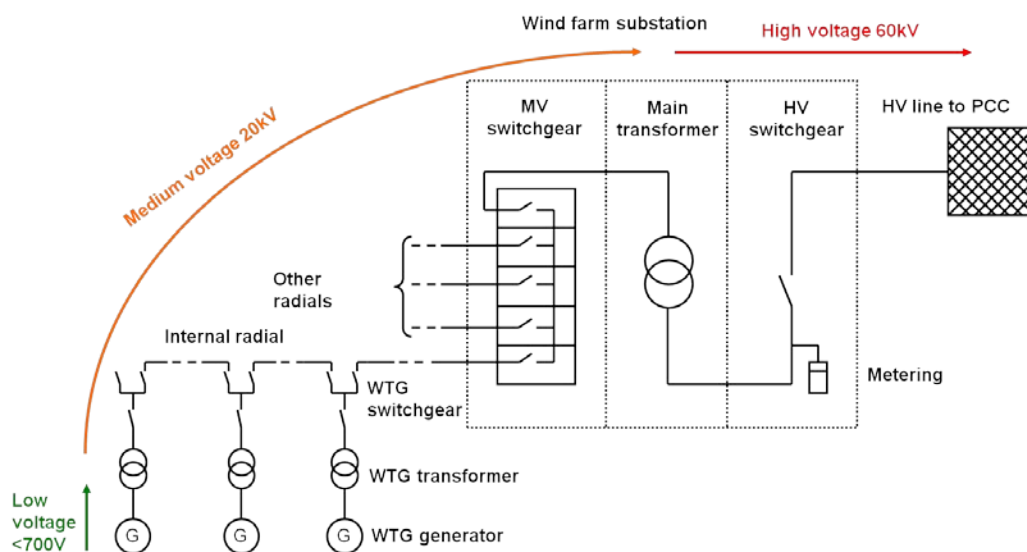 Wind farm substation
High voltage 60kV
Medium voltage 20kV
MV
switchgear
Main
transformer
HV
switchgear
HV line to PCC
Other
radials
Internal radial
WTG
switchgear
Metering
WTG transformer
Low
voltage
<700V
G
G
G
WTG generator